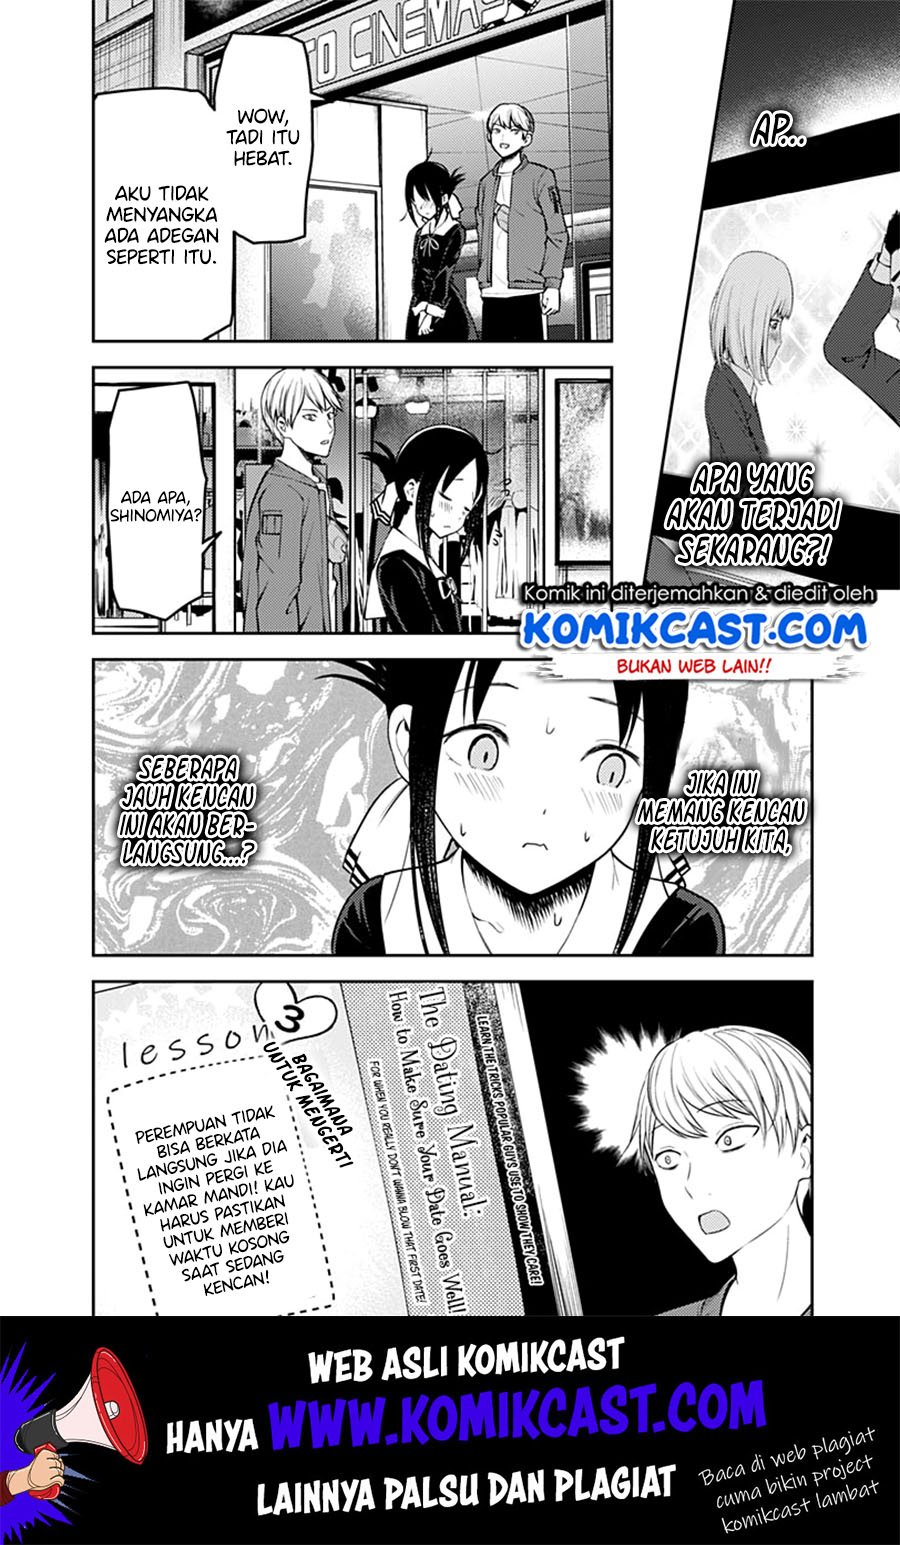 AP...
APA YANG
AKAN TERJADI
SEKARANG?!
TO CINEMAS
WOW,
TADI ITU
HEBAT.
AKU TIDAK
MENYANGKA
ADA ADEGAN
SEPERTI ITU.
ADA APA,
SHINOMIYA?
Komik ini diterjemahkan & diedit oleh
KOMIKCAST.COM
BUKAN WEB LAIN!!
JIKA INI
MEMANG KENCAN
KETUJUH KITA,
SEBERAPA
JAUH KENCAN
INI AKAN BER-
LANGSUNG...?
LEARN THE TRICKS POPULAR GUYS USE TO SHOW THEY CARE!
The Dating Manual:
How to Make Sure Your Date Goes Well!
FOR WHEN YOU REALLY DON'T WANNA BLOW THAT FIRST DATE!
lesson 3
BAGAIMANA
UNTUK MENGERTI
PEREMPUAN TIDAK
BISA BERKATA
LANGSUNG JIKA DIA
INGIN PERGI KE
KAMAR MANDI! KAU
HARUS PASTIKAN
UNTUK MEMBERI
WAKTU KOSONG
SAAT SEDANG
KENCAN!
WEB ASLI KOMIKCAST
HANYA WWW.KOMIKCAST.COM
LAINNYA PALSU DAN PLAGIAT
Baca di web plagiat
cuma bikin project
komikcast lambat